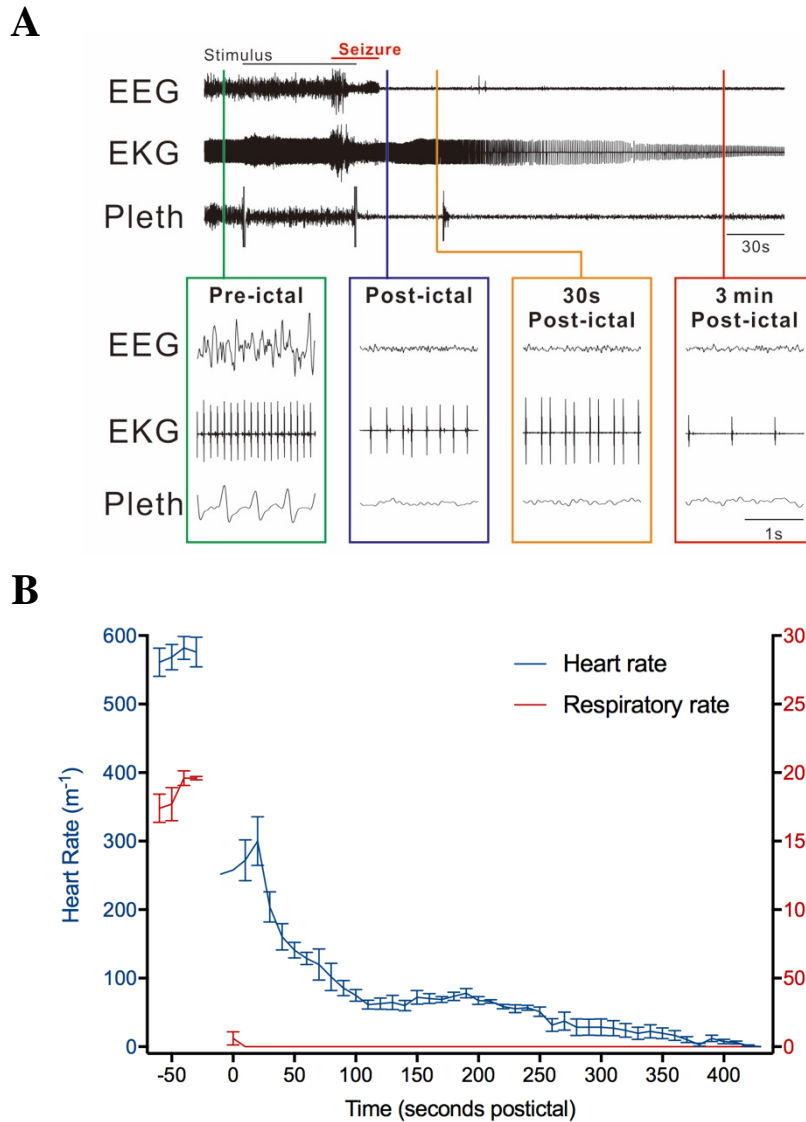 A
Stimulus
Seizure
EEG
EKG
Pleth
30s
Pre-ictal
Post-ictal
30s
Post-ictal
3 min
Post-ictal
EEG
EKG
Pleth
1s
B
Heart Rate (m⁻¹)
600
500
400
300
200
100
0
Heart rate
Respiratory rate
30
25
20
15
10
50
0
-50 0 50 100 150 200 250 300 350 400
Time (seconds postictal)